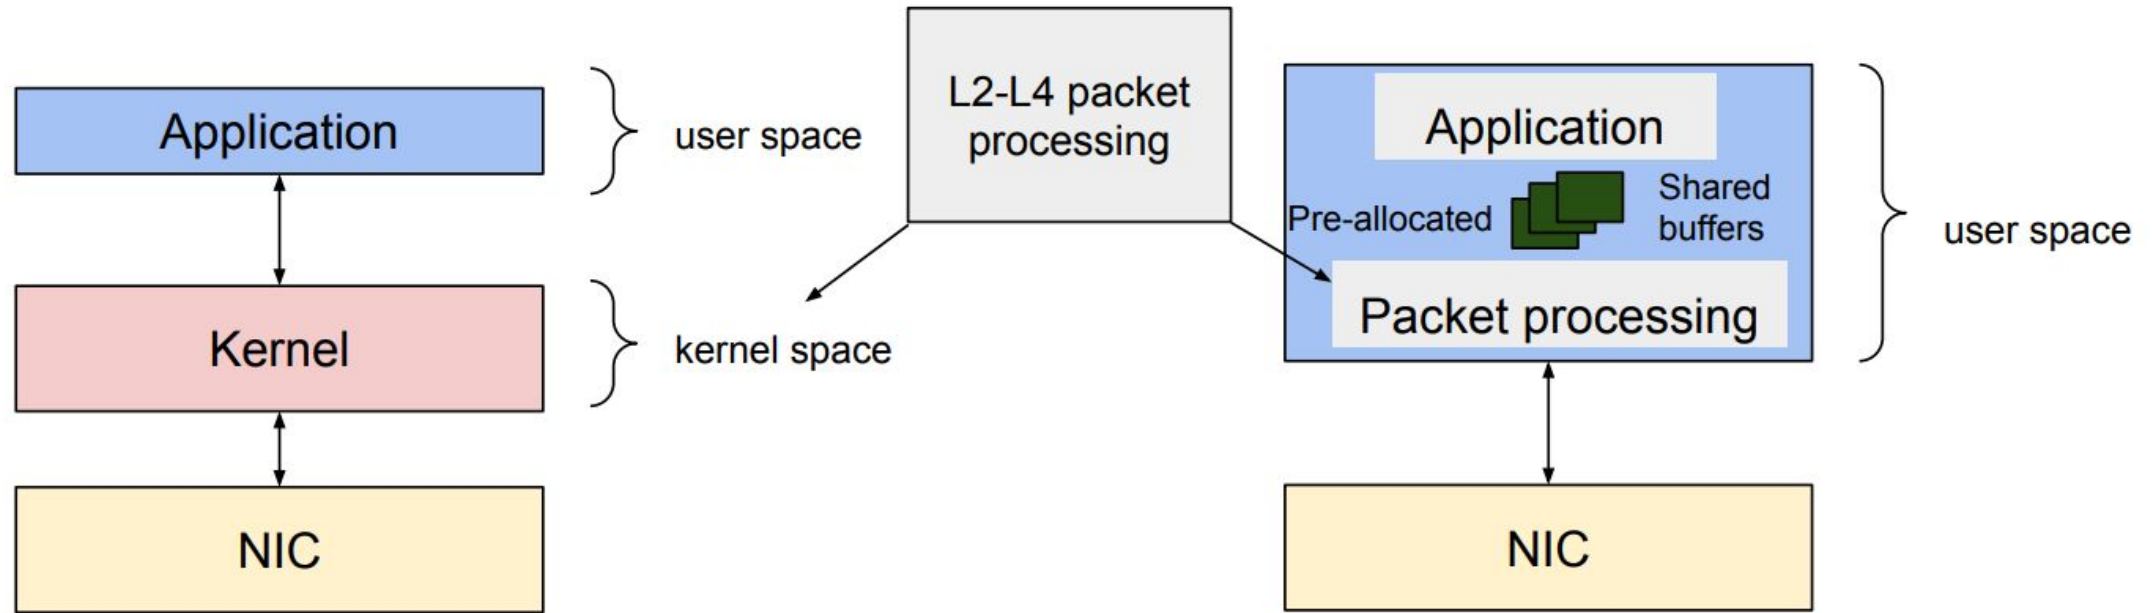 Application
user space
Kernel
kernel space
NIC
L2-L4 packet
processing
Application
Pre-allocated
Shared
buffers
Packet processing
user space
NIC